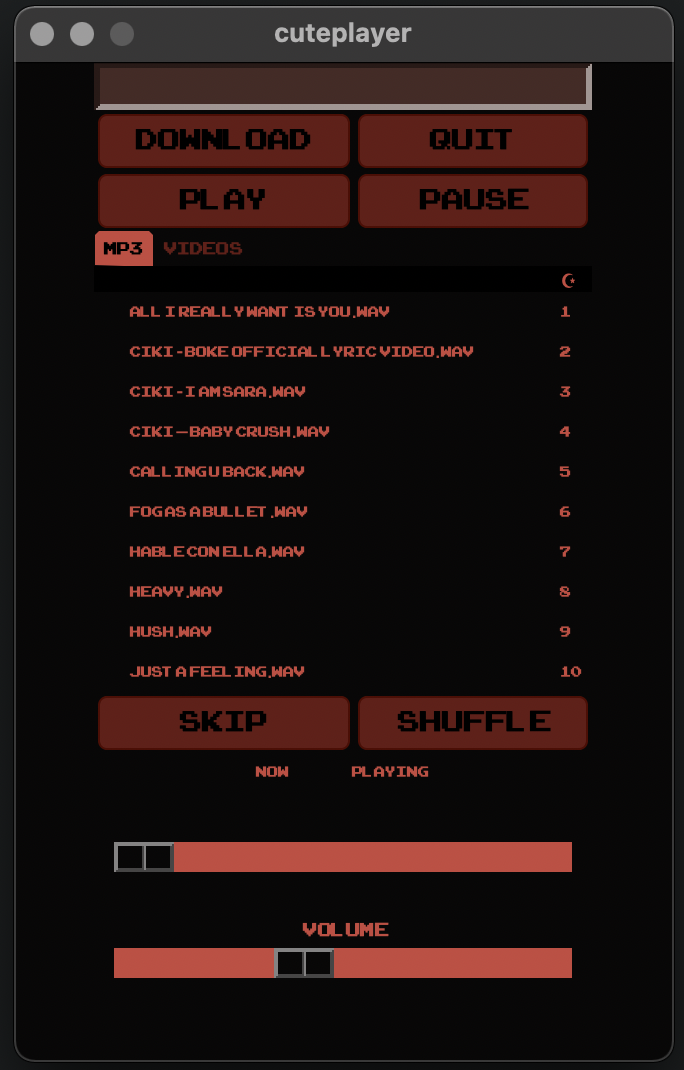 cuteplayer
DOWNLOAD QUIT
PLAY PAUSE
MP3 VIDEOS
ALL I REALLY WANT IS YOU.WAV 1
CIKI - BOKE OFFICIAL LYRIC VIDEO.WAV 2
CIKI - I AM SARA.WAV 3
CIKI – BABY CRUSH.WAV 4
CALLING U BACK.WAV 5
FOG AS A BULLET .WAV 6
HABLE CON ELLA.WAV 7
HEAVY.WAV 8
HUSH.WAV 9
JUST A FEELING.WAV 10
SKIP SHUFFLE
NOW PLAYING
VOLUME